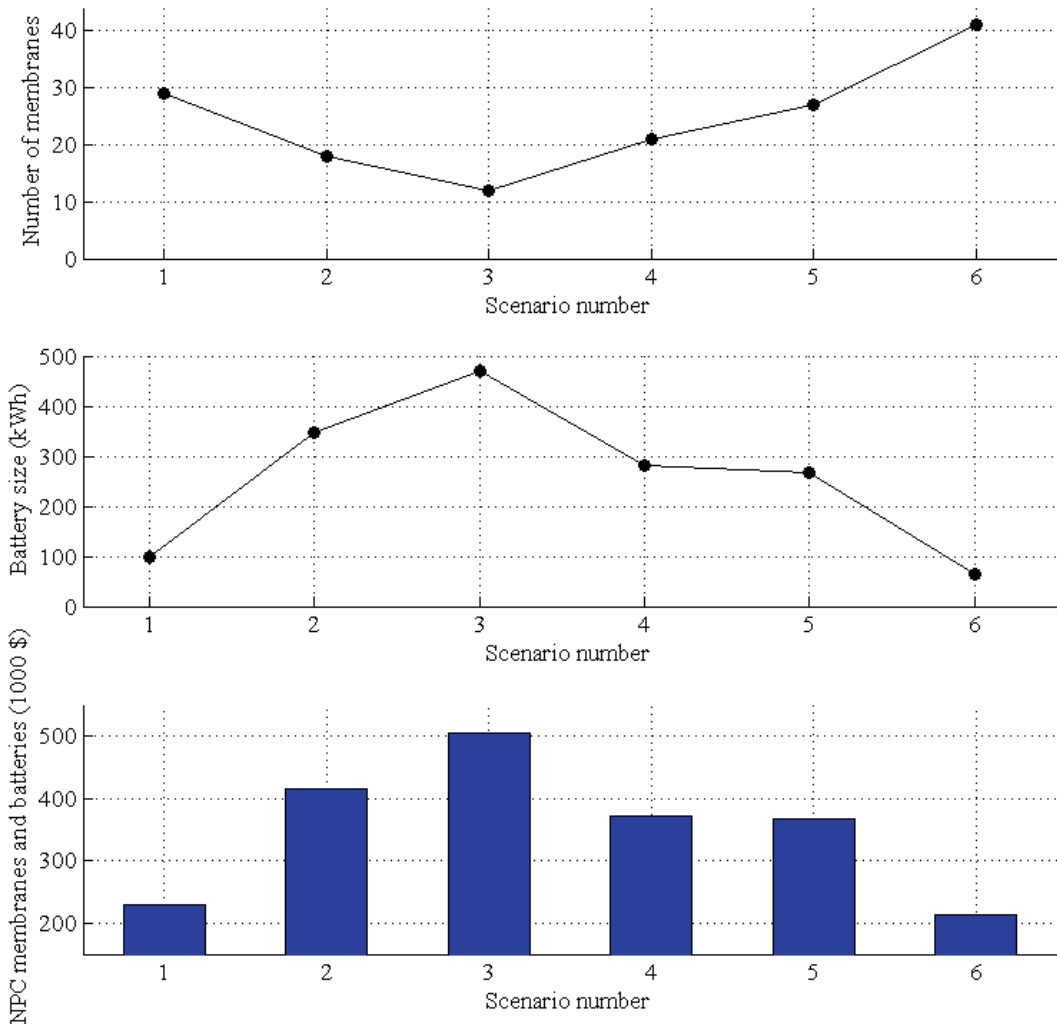 Number of membranes
40
30
20
10
0
1 2 3 4 5 6
Scenario number
Battery size (kWh)
500
400
300
200
100
0
1 2 3 4 5 6
Scenario number
NPC membranes and batteries (1000 $)
500
400
300
200
1 2 3 4 5 6
Scenario number